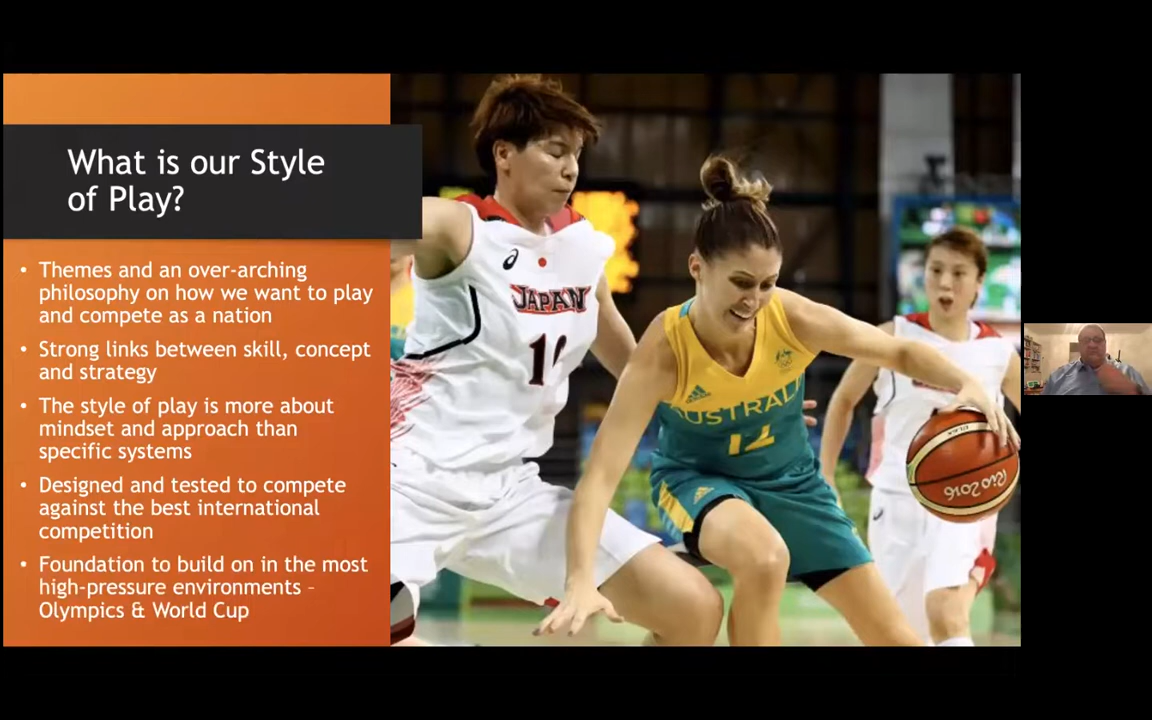 What is our Style
of Play?
• Themes and an over-arching
philosophy on how we want to play
and compete as a nation
• Strong links between skill, concept
and strategy
• The style of play is more about
mindset and approach than
specific systems
• Designed and tested to compete
against the best international
competition
• Foundation to build on in the most
high-pressure environments –
Olympics & World Cup
JAPAN
AUSTRALI
12
Rio2016